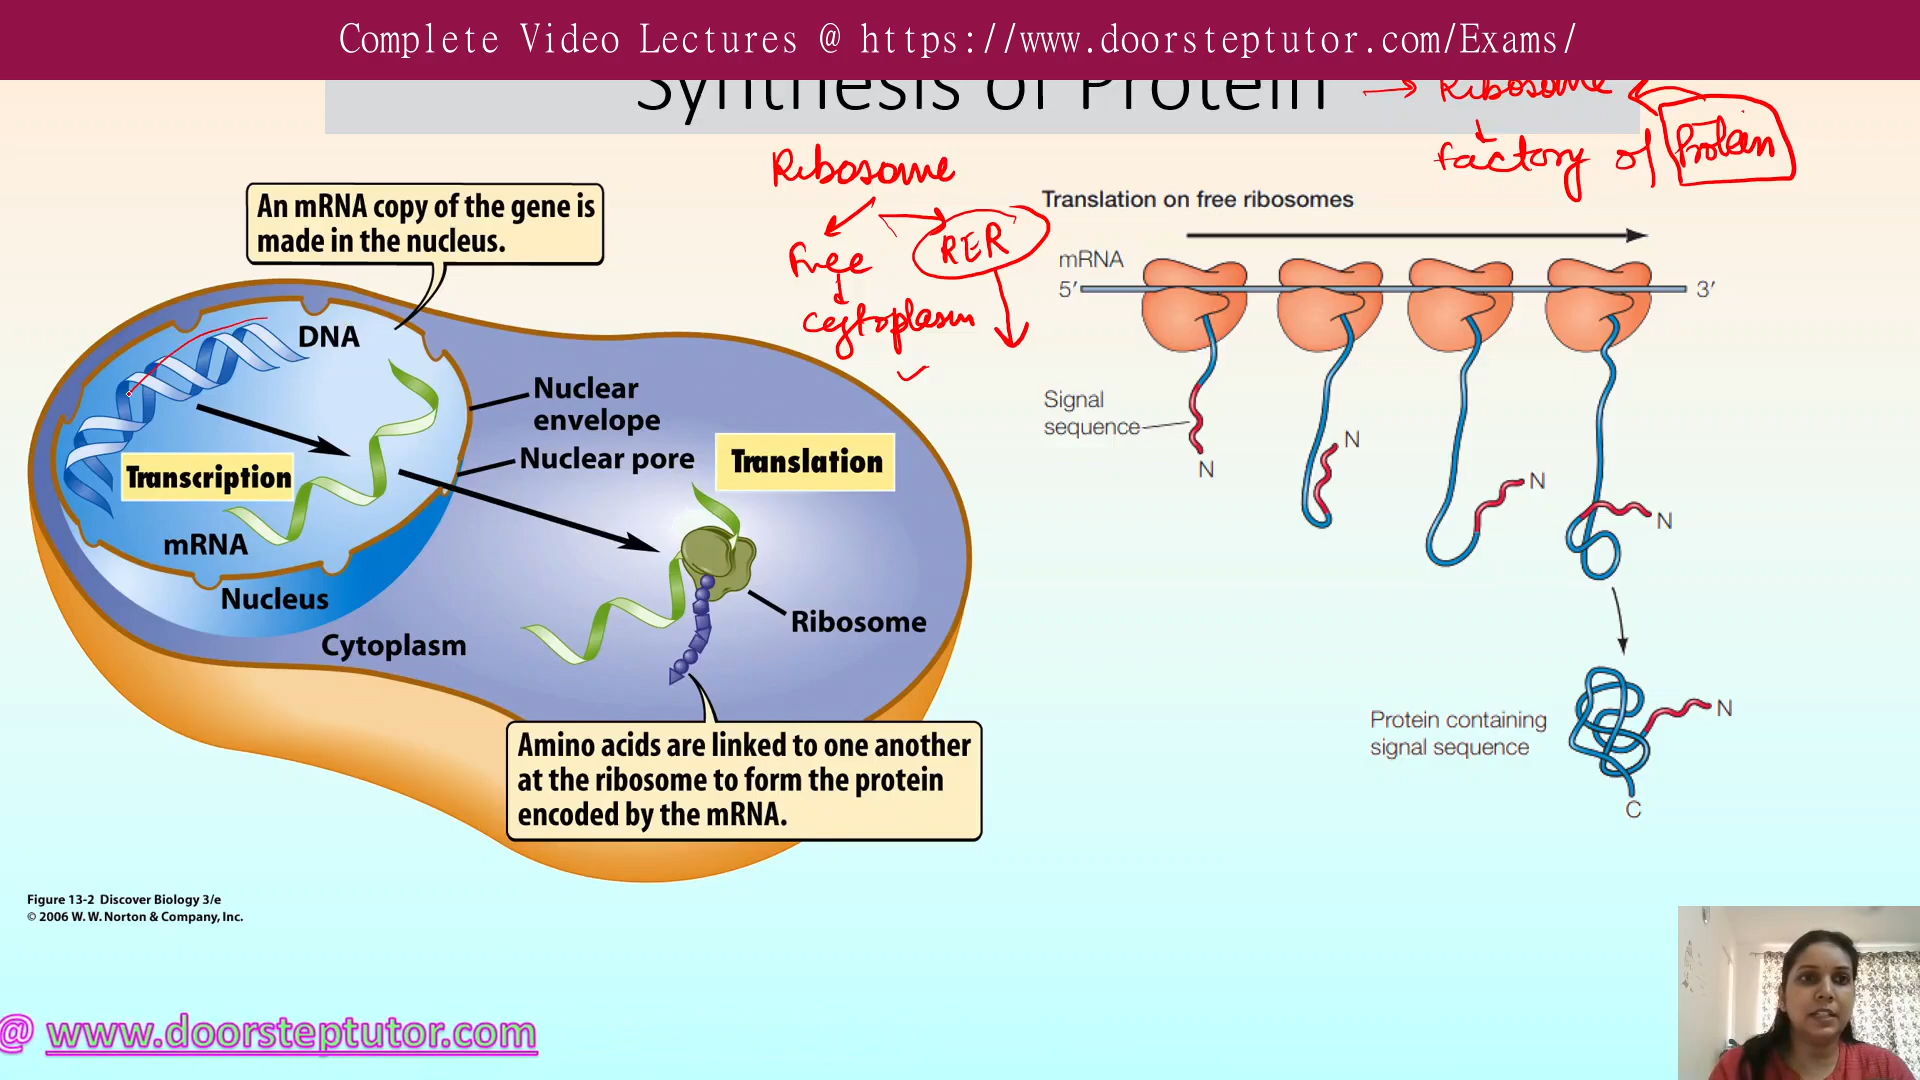 Complete Video Lectures @ https://www.doorsteptutor.com/Exams/
Synthesis of Protein
→ Ribosome
factory of Protein
Ribosome
Free RER
cytoplasm
An mRNA copy of the gene is
made in the nucleus.
DNA
Transcription
mRNA
Nucleus
Nuclear
envelope
Nuclear pore
Translation
Cytoplasm
Ribosome
Amino acids are linked to one another
at the ribosome to form the protein
encoded by the mRNA.
Translation on free ribosomes
mRNA
5′ 3′
Signal
sequence
N
N
N
N
Protein containing
signal sequence
N
C
Figure 13-2 Discover Biology 3/e
© 2006 W. W. Norton & Company, Inc.
@ www.doorsteptutor.com